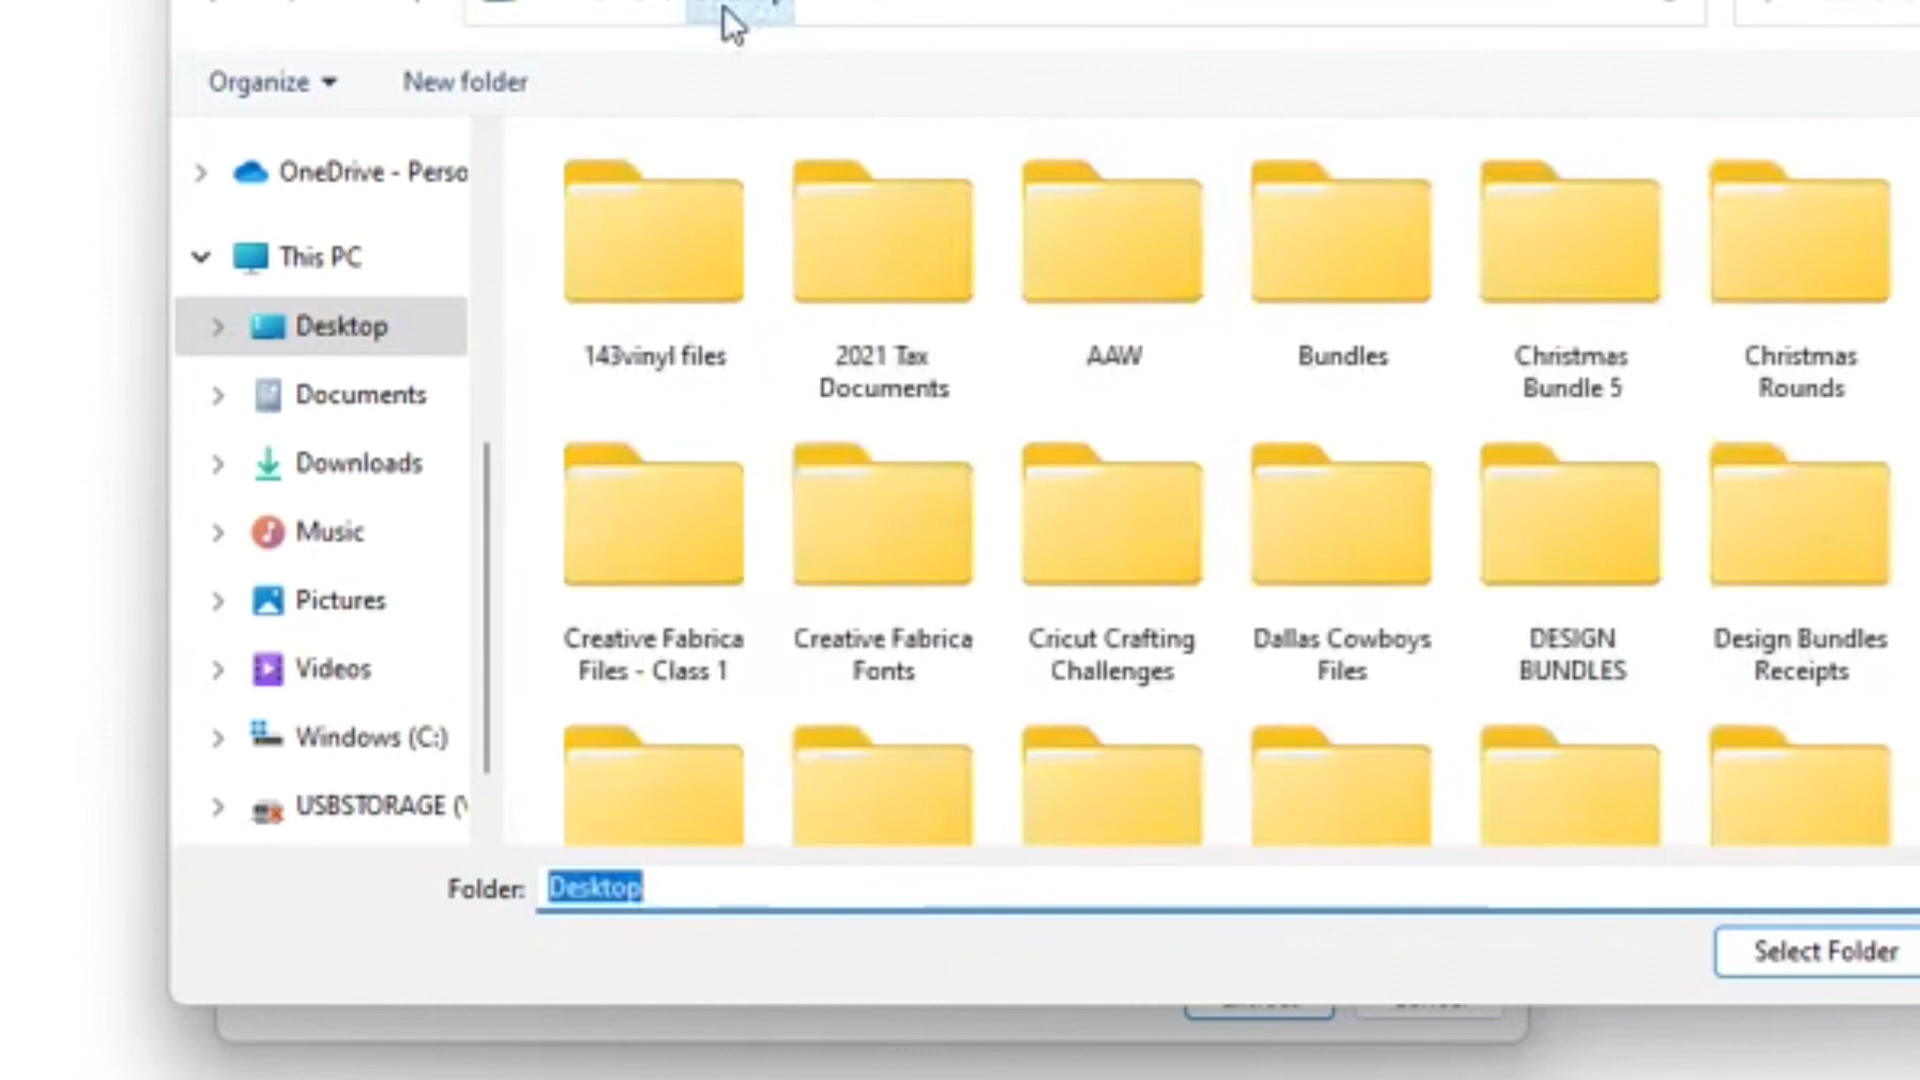 Organize
New folder
OneDrive - Perso
This PC
Desktop
Documents
Downloads
Music
Pictures
Videos
Windows (C:)
USBSTORAGE (
143vinyl files
2021 Tax
Documents
AAW
Bundles
Christmas
Bundle 5
Christmas
Rounds
Creative Fabrica
Files - Class 1
Creative Fabrica
Fonts
Cricut Crafting
Challenges
Dallas Cowboys
Files
DESIGN
BUNDLES
Design Bundles
Receipts
Folder: Desktop
Select Folder